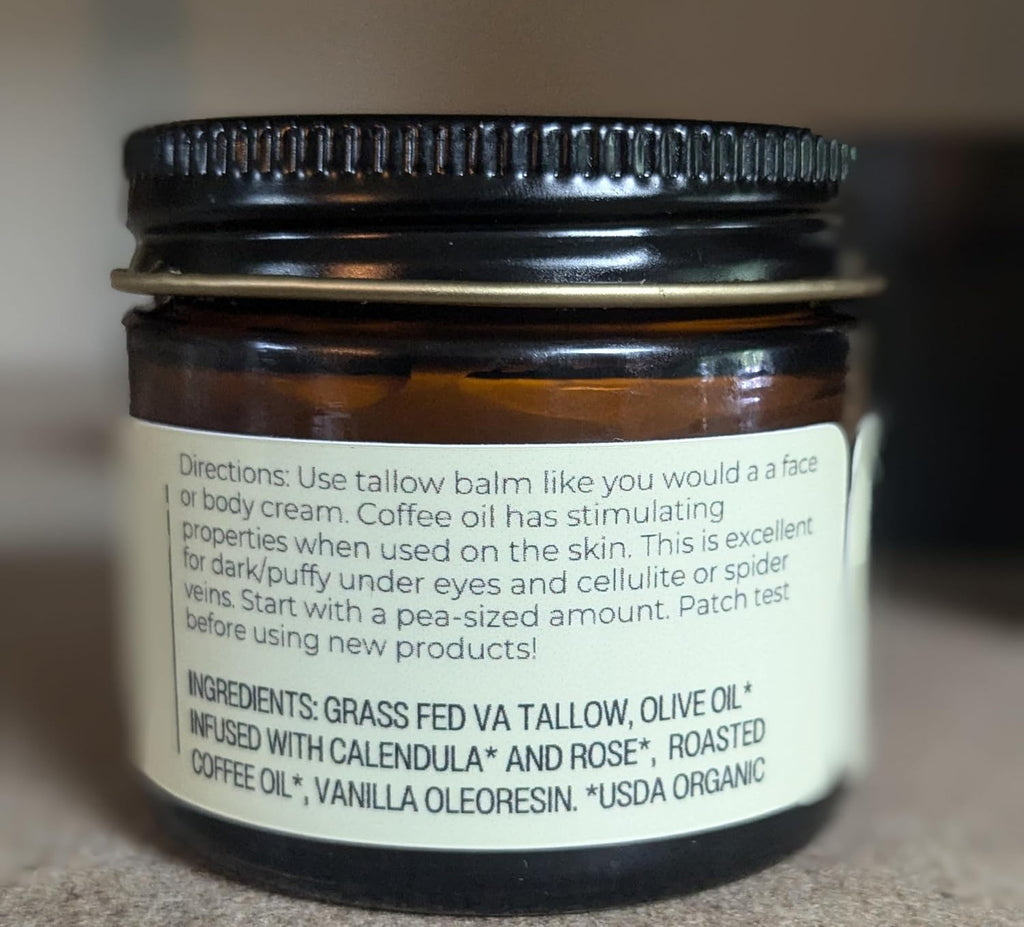 Directions: Use tallow balm like you would a a face
or body cream. Coffee oil has stimulating
properties when used on the skin. This is excellent
for dark/puffy under eyes and cellulite or spider
veins. Start with a pea-sized amount. Patch test
before using new products!
INGREDIENTS: GRASS FED VA TALLOW, OLIVE OIL*
INFUSED WITH CALENDULA* AND ROSE*, ROASTED
COFFEE OIL*, VANILLA OLEORESIN. *USDA ORGANIC